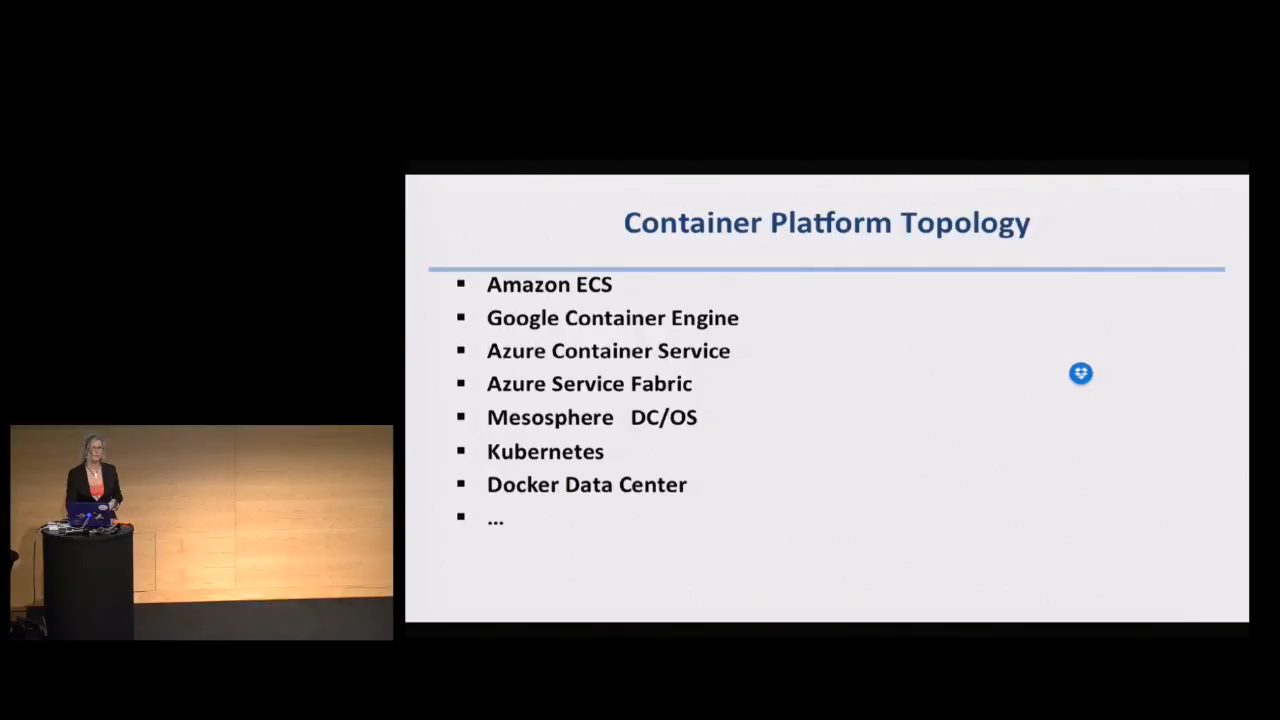 Container Platform Topology
▪ Amazon ECS
▪ Google Container Engine
▪ Azure Container Service
▪ Azure Service Fabric
▪ Mesosphere DC/OS
▪ Kubernetes
▪ Docker Data Center
▪ ...